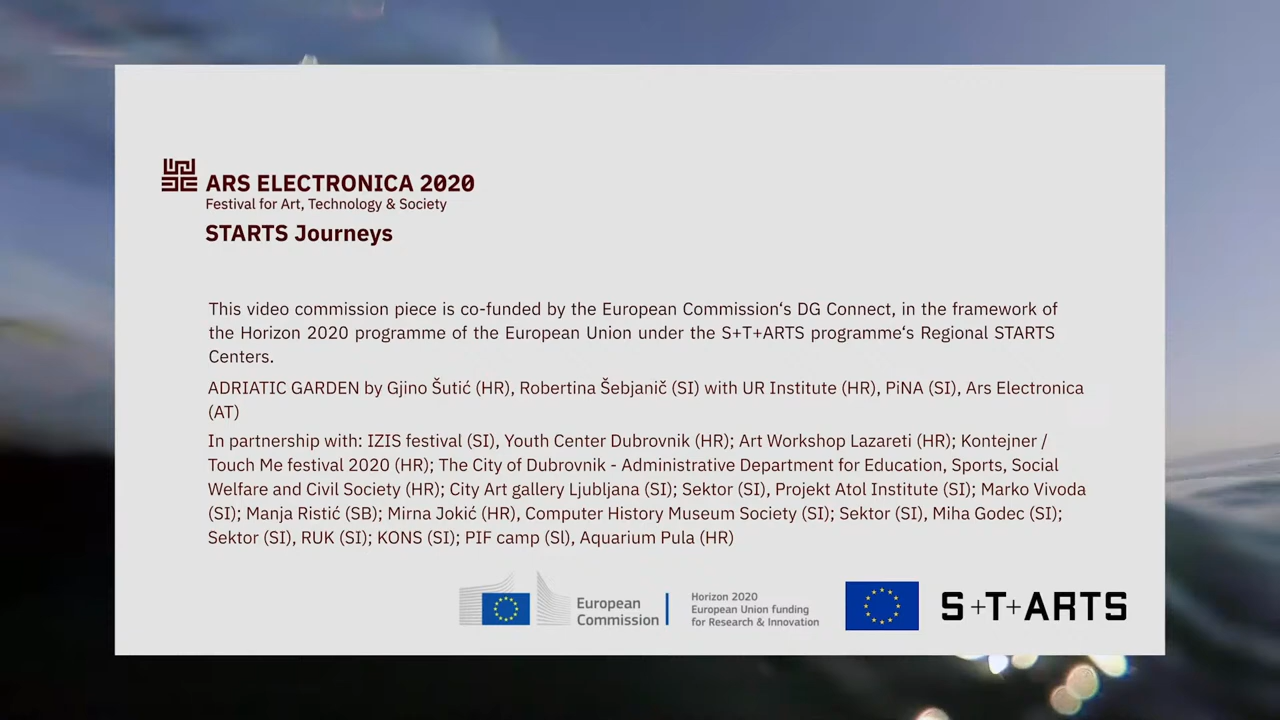 ARS ELECTRONICA 2020
Festival for Art, Technology & Society
STARTS Journeys
This video commission piece is co-funded by the European Commission‘s DG Connect, in the framework of
the Horizon 2020 programme of the European Union under the S+T+ARTS programme‘s Regional STARTS
Centers.
ADRIATIC GARDEN by Gjino Šutić (HR), Robertina Šebjanič (SI) with UR Institute (HR), PiNA (SI), Ars Electronica
(AT)
In partnership with: IZIS festival (SI), Youth Center Dubrovnik (HR); Art Workshop Lazareti (HR); Kontejner /
Touch Me festival 2020 (HR); The City of Dubrovnik - Administrative Department for Education, Sports, Social
Welfare and Civil Society (HR); City Art gallery Ljubljana (SI); Sektor (SI), Projekt Atol Institute (SI); Marko Vivoda
(SI); Manja Ristić (SB); Mirna Jokić (HR), Computer History Museum Society (SI); Sektor (SI), Miha Godec (SI);
Sektor (SI), RUK (SI); KONS (SI); PIF camp (Sl), Aquarium Pula (HR)
European
Commission
Horizon 2020
European Union funding
for Research & Innovation
S+T+ARTS